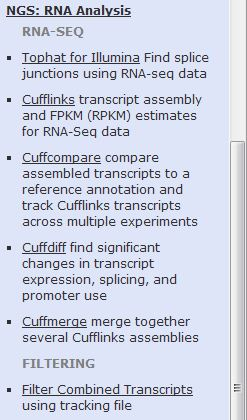 NGS: RNA Analysis
RNA-SEQ
Tophat for Illumina Find splice
junctions using RNA-seq data
Cufflinks transcript assembly
and FPKM (RPKM) estimates
for RNA-Seq data
Cuffcompare compare
assembled transcripts to a
reference annotation and
track Cufflinks transcripts
across multiple experiments
Cuffdiff find significant
changes in transcript
expression, splicing, and
promoter use
Cuffmerge merge together
several Cufflinks assemblies
FILTERING
Filter Combined Transcripts
using tracking file